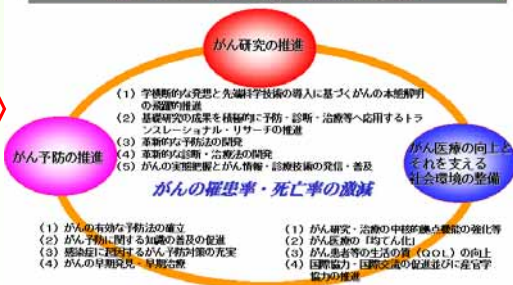 がん研究の推進
(1) 学横断的な発想と先端科学技術の導入に基づくがんの本態解明
の飛躍的推進
(2) 基礎研究の成果を積極的に予防・診断・治療等へ応用するトラ
ンスレーショナル・リサーチの推進
(3) 革新的な予防法の開発
(4) 革新的な診断・治療法の開発
(5) がんの実態把握とがん情報・診療技術の発信・普及
がん予防の推進
がん医療の向上と
それを支える
社会環境の整備
がんの罹患率・死亡率の激減
(1) がんの有効な予防法の確立
(2) がん予防に関する知識の普及の促進
(3) 感染症に起因するがん予防対策の充実
(4) がんの早期発見・早期治療
(1) がん研究・治療の中核的拠点機能の強化等
(2) がん医療の「均てん化」
(3) がん患者等の生活の質(QOL)の向上
(4) 国際協力・国際交流の促進並びに産官学
協力の推進